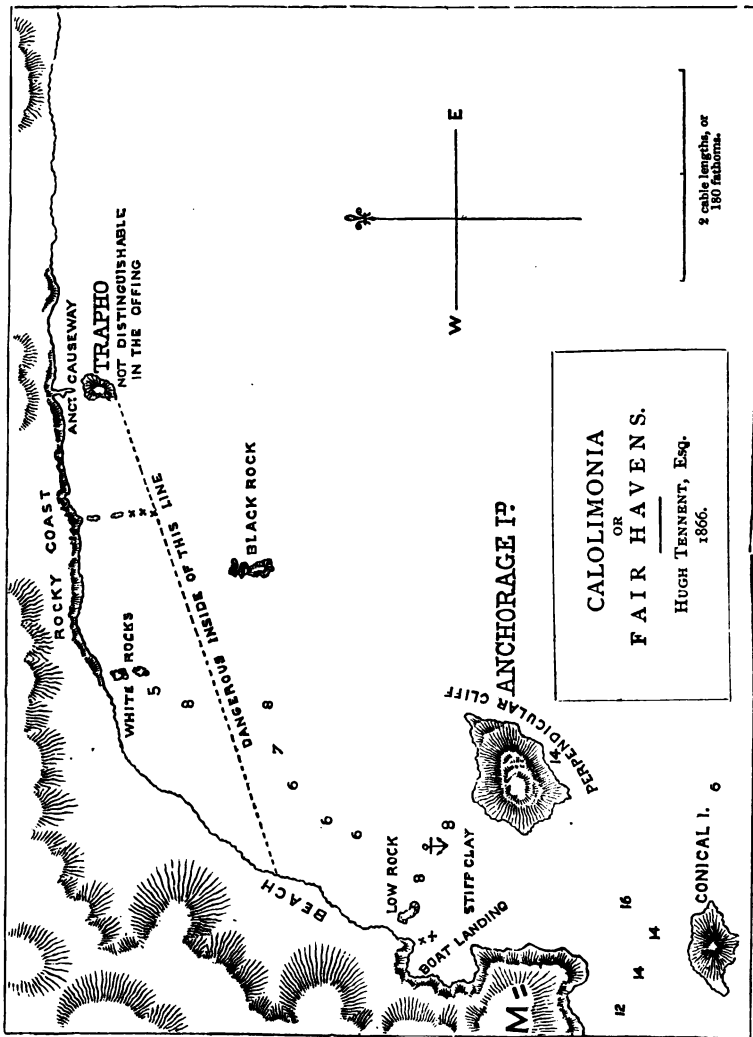 ROCKY COAST
ANCT CAUSEWAY
TRAPHO
NOT DISTINGUISHABLE
IN THE OFFING
WHITE ROCKS
5
8
DANGEROUS INSIDE OF THIS LINE
BLACK ROCK
8
7
6
6
6
BEACH
LOW ROCK
8
8
STIFF CLAY
BOAT LANDING
ANCHORAGE ID
PERPENDICULAR CLIFF
14
M=
12
14
14
16
CONICAL I.
6
W
E
CALOLIMONIA
OR
FAIR HAVENS.
HUGH TENNENT, ESQ.
1866.
2 cable lengths, or
180 fathoms.